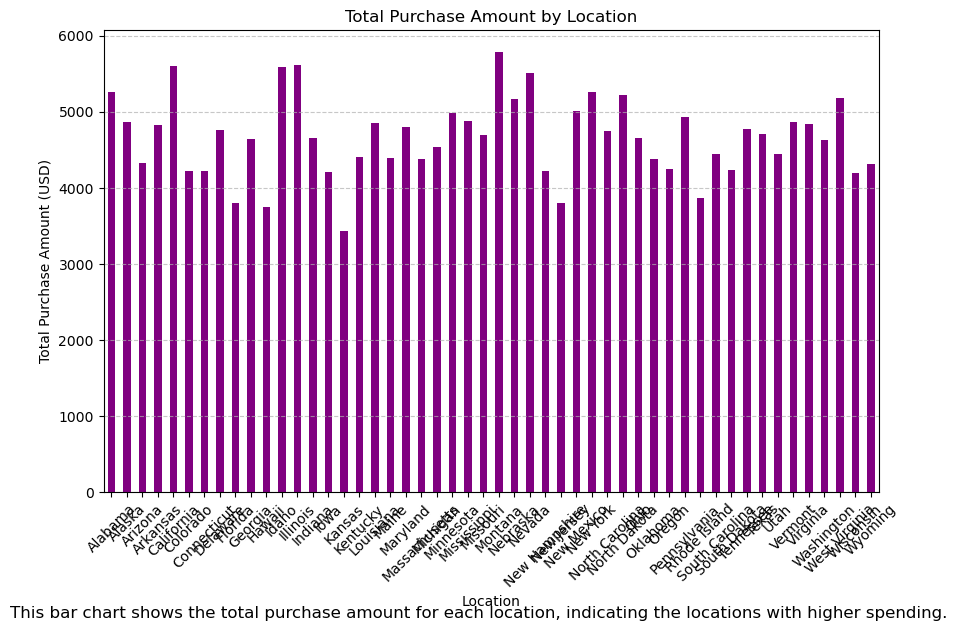 Total Purchase Amount by Location
Total Purchase Amount (USD)
6000
5000
4000
3000
2000
1000
0
Alabama
Alaska
Arizona
Arkansas
California
Colorado
Connecticut
Delaware
Florida
Georgia
Hawaii
Idaho
Illinois
Indiana
Iowa
Kansas
Kentucky
Louisiana
Maine
Maryland
Massachusetts
Michigan
Minnesota
Mississippi
Missouri
Montana
Nebraska
Nevada
New Hampshire
New Jersey
New Mexico
New York
North Carolina
North Dakota
Ohio
Oklahoma
Oregon
Pennsylvania
Rhode Island
South Carolina
South Dakota
Tennessee
Texas
Utah
Vermont
Virginia
Washington
West Virginia
Wisconsin
Wyoming
Location
This bar chart shows the total purchase amount for each location, indicating the locations with higher spending.